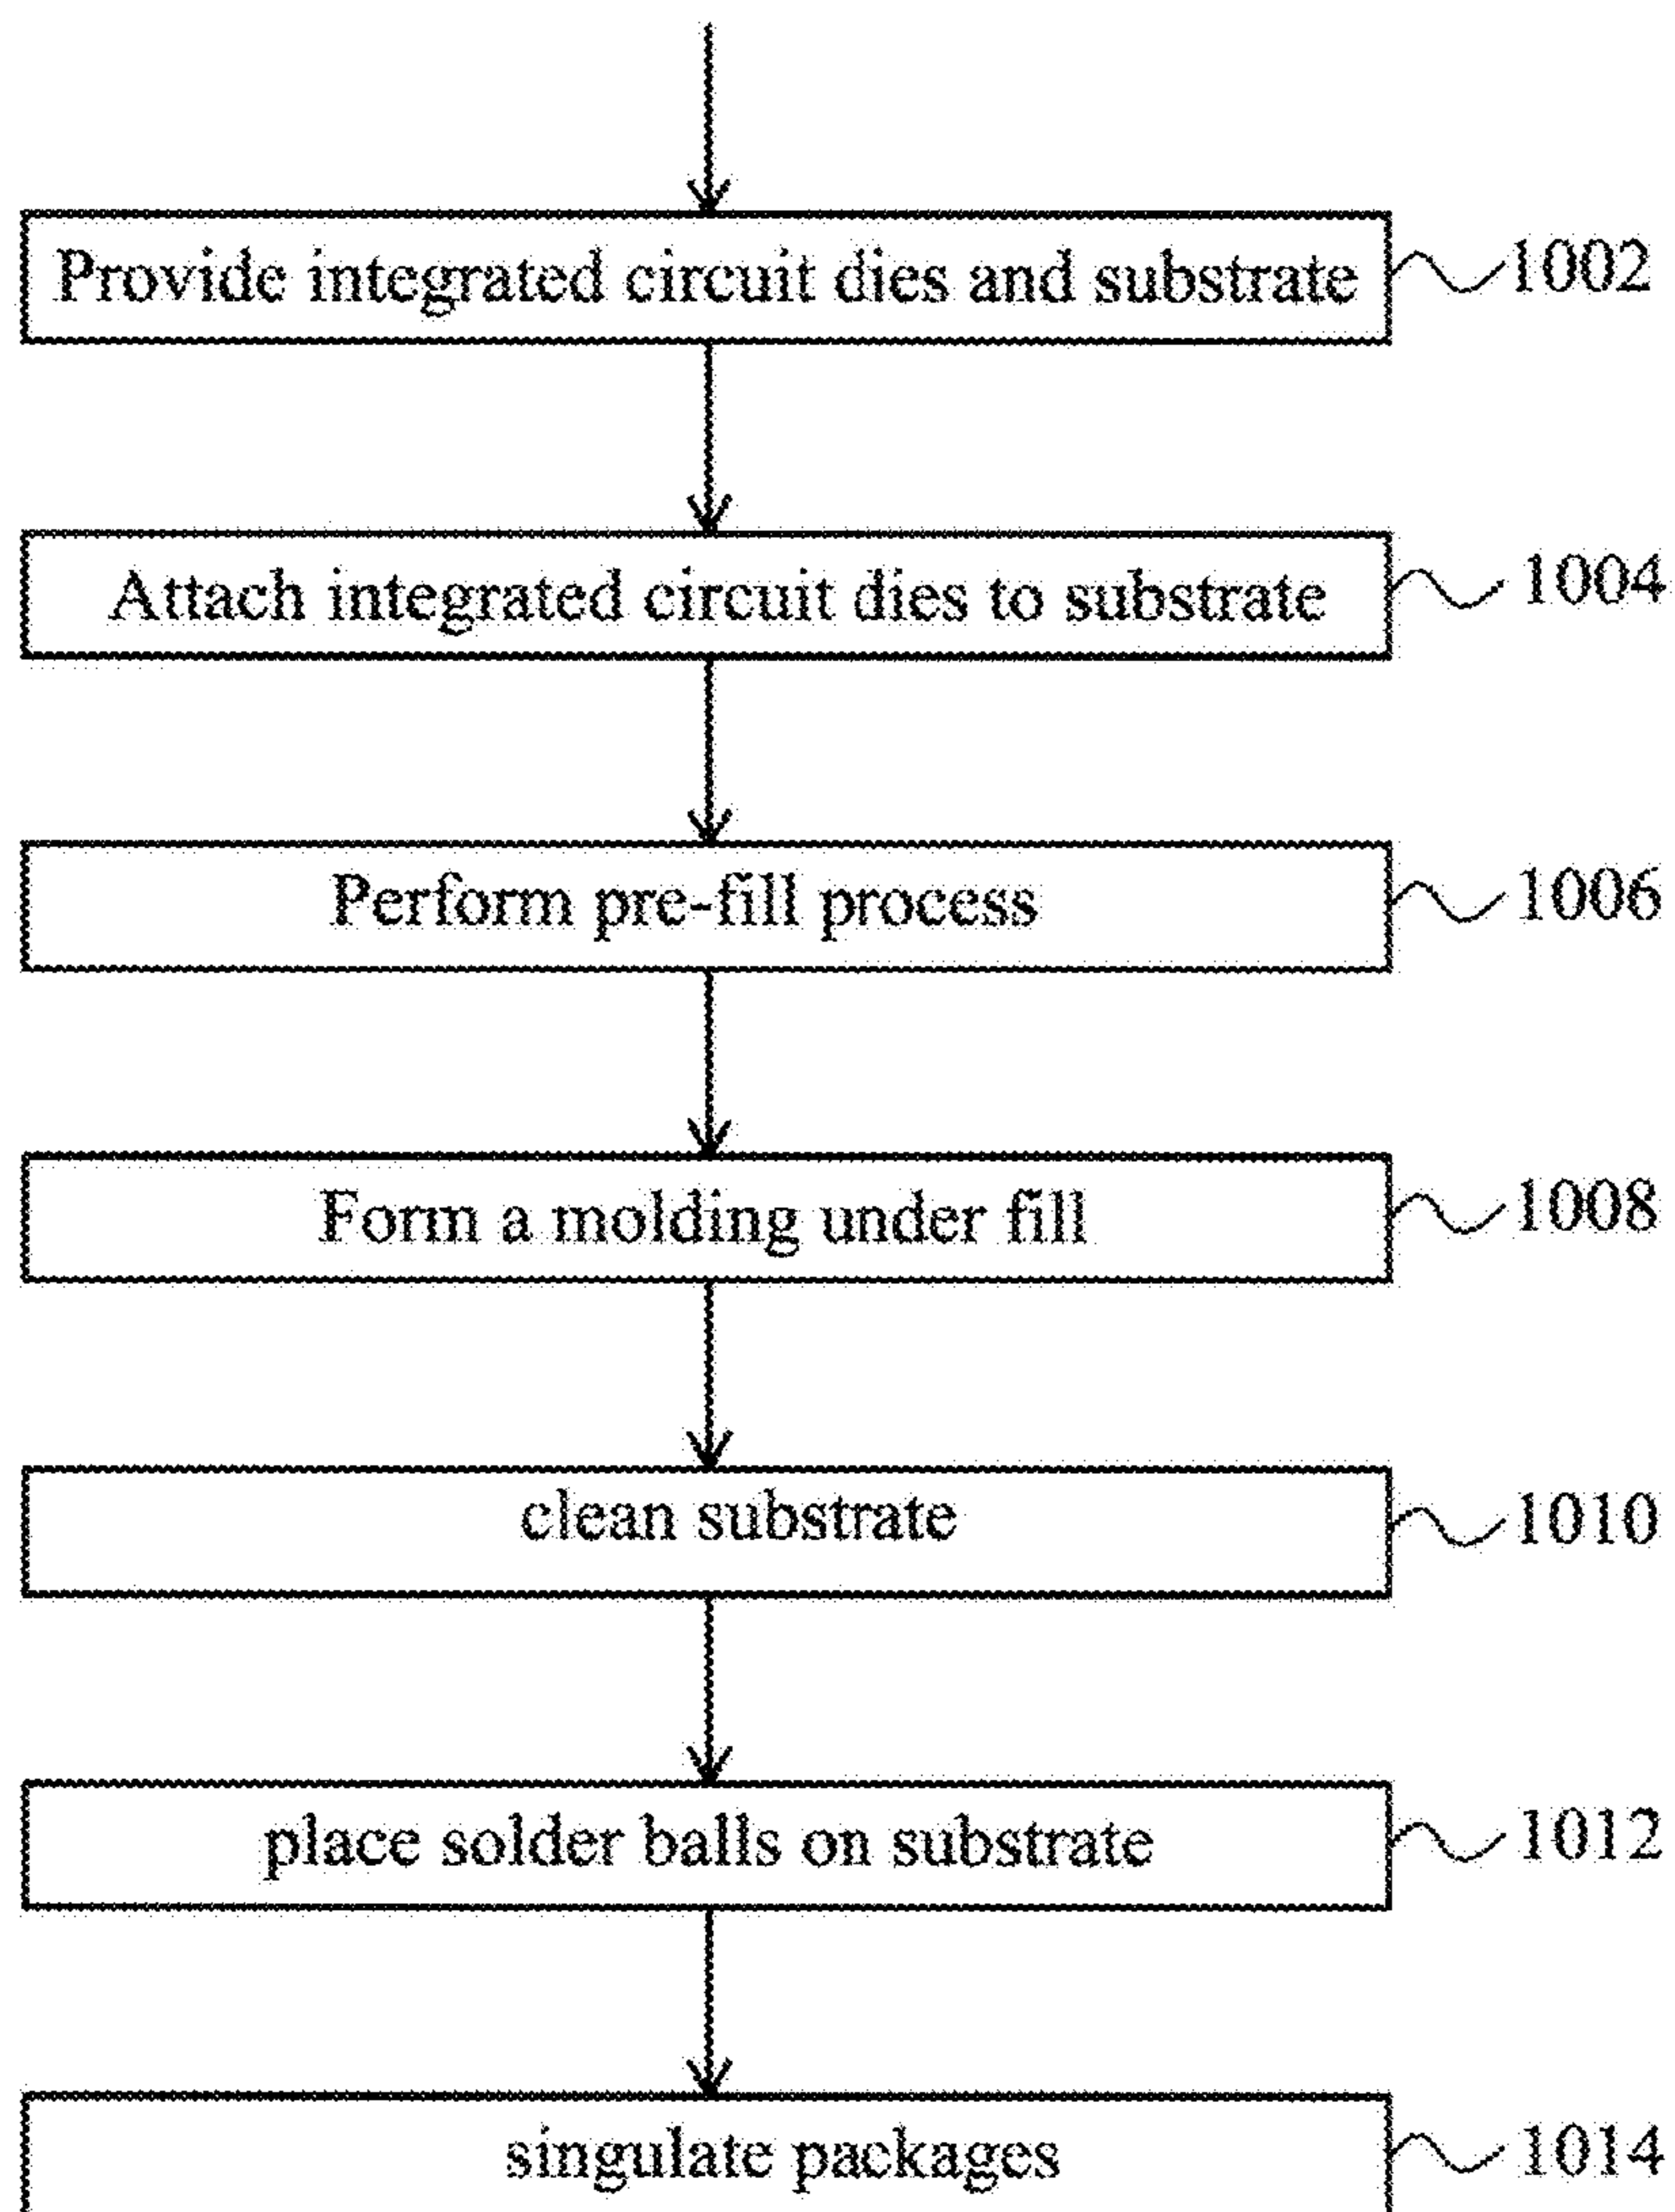 Provide integrated circuit dies and substrate 1002
Attach integrated circuit dies to substrate 1004
Perform pre-fill process 1006
Form a molding under fill 1008
clean substrate 1010
place solder balls on substrate 1012
singulate packages 1014